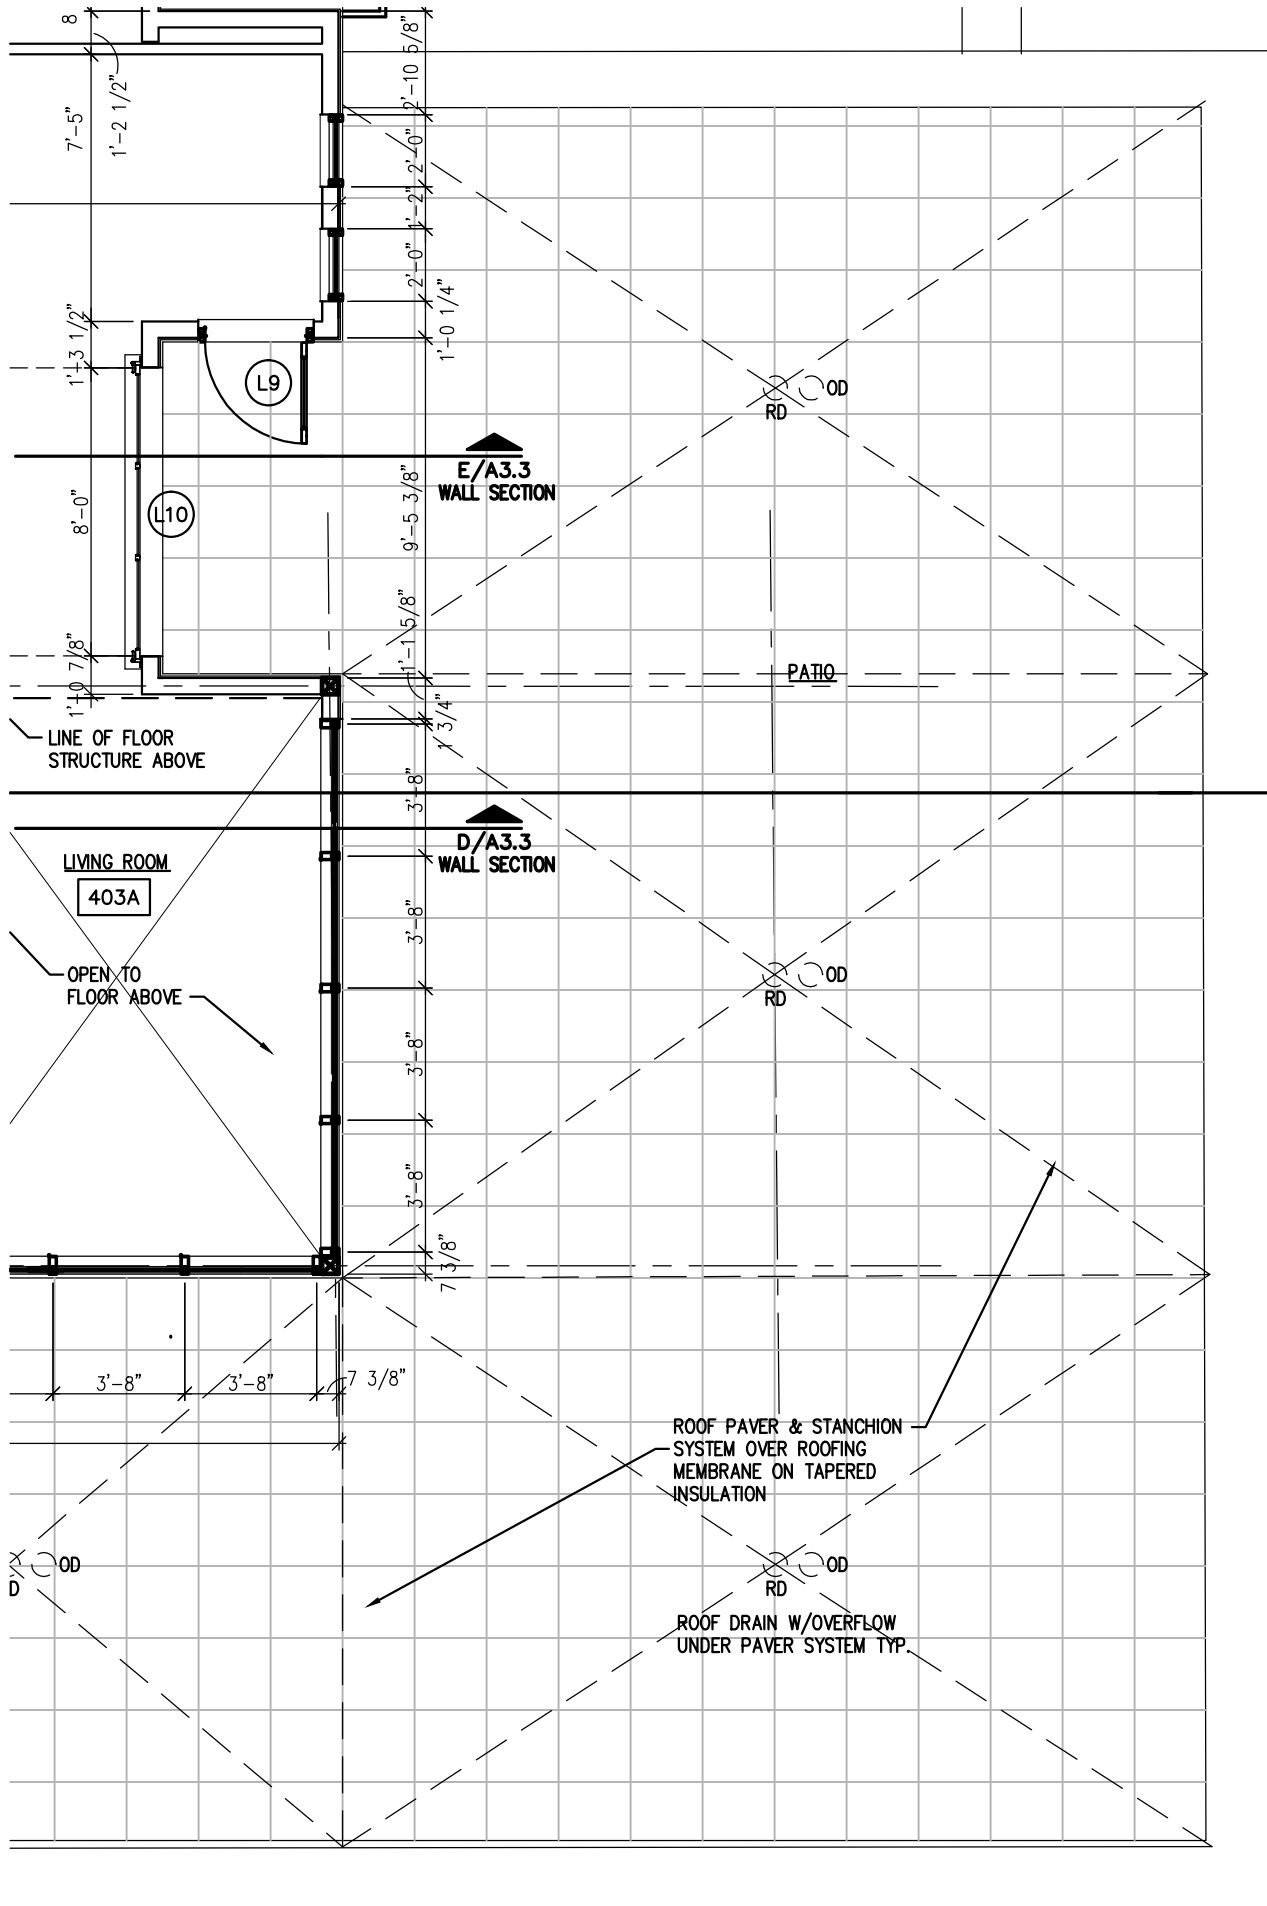 8
2'-10 5/8"
7'-5"
1'-2 1/2"
2'-0"
1'-2"
2'-0"
1'-0 1/4"
1'-3 1/2"
L9
OD
RD
E/A3.3
WALL SECTION
8'-0"
L10
9'-5 3/8"
1'-1 5/8"
1'-0 7/8"
PATIO
1 3/4"
LINE OF FLOOR
STRUCTURE ABOVE
3'-8"
D/A3.3
WALL SECTION
LIVING ROOM
403A
3'-8"
OPEN TO
FLOOR ABOVE
OD
RD
3'-8"
3'-8"
7 3/8"
3'-8"
3'-8"
7 3/8"
ROOF PAVER & STANCHION
SYSTEM OVER ROOFING
MEMBRANE ON TAPERED
INSULATION
OD
D
OD
RD
ROOF DRAIN W/OVERFLOW
UNDER PAVER SYSTEM TYP.